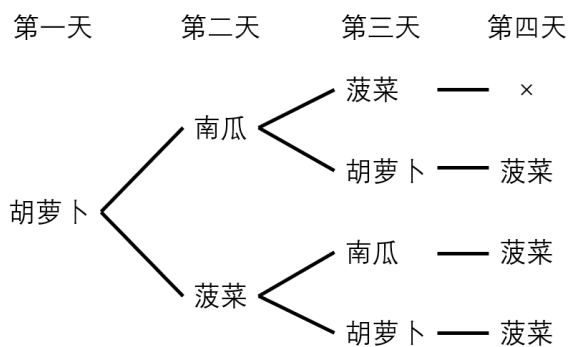 第一天 第二天 第三天 第四天
菠菜 ×
南瓜
胡萝卜 菠菜
胡萝卜
南瓜 菠菜
菠菜
胡萝卜 菠菜